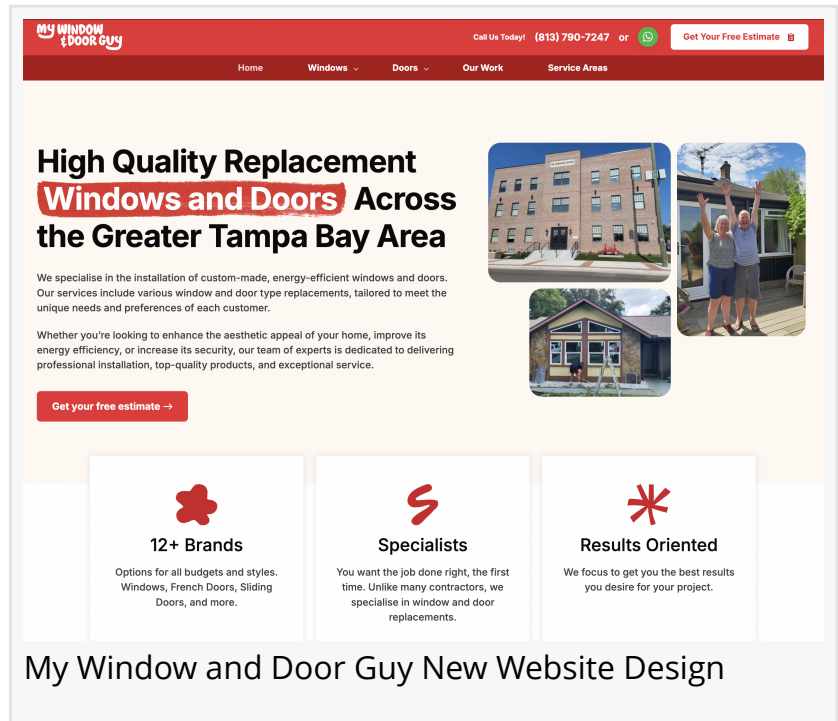 MY WINDOW
& DOOR GUY
Call Us Today! (813) 790-7247 or
Get Your Free Estimate
Home Windows Doors Our Work Service Areas
High Quality Replacement
Windows and Doors Across
the Greater Tampa Bay Area
We specialise in the installation of custom-made, energy-efficient windows and doors.
Our services include various window and door type replacements, tailored to meet the
unique needs and preferences of each customer.
Whether you're looking to enhance the aesthetic appeal of your home, improve its
energy efficiency, or increase its security, our team of experts is dedicated to delivering
professional installation, top-quality products, and exceptional service.
Get your free estimate →
12+ Brands
Options for all budgets and styles.
Windows, French Doors, Sliding
Doors, and more.
Specialists
You want the job done right, the first
time. Unlike many contractors, we
specialise in window and door
replacements.
Results Oriented
We focus to get you the best results
you desire for your project.
My Window and Door Guy New Website Design